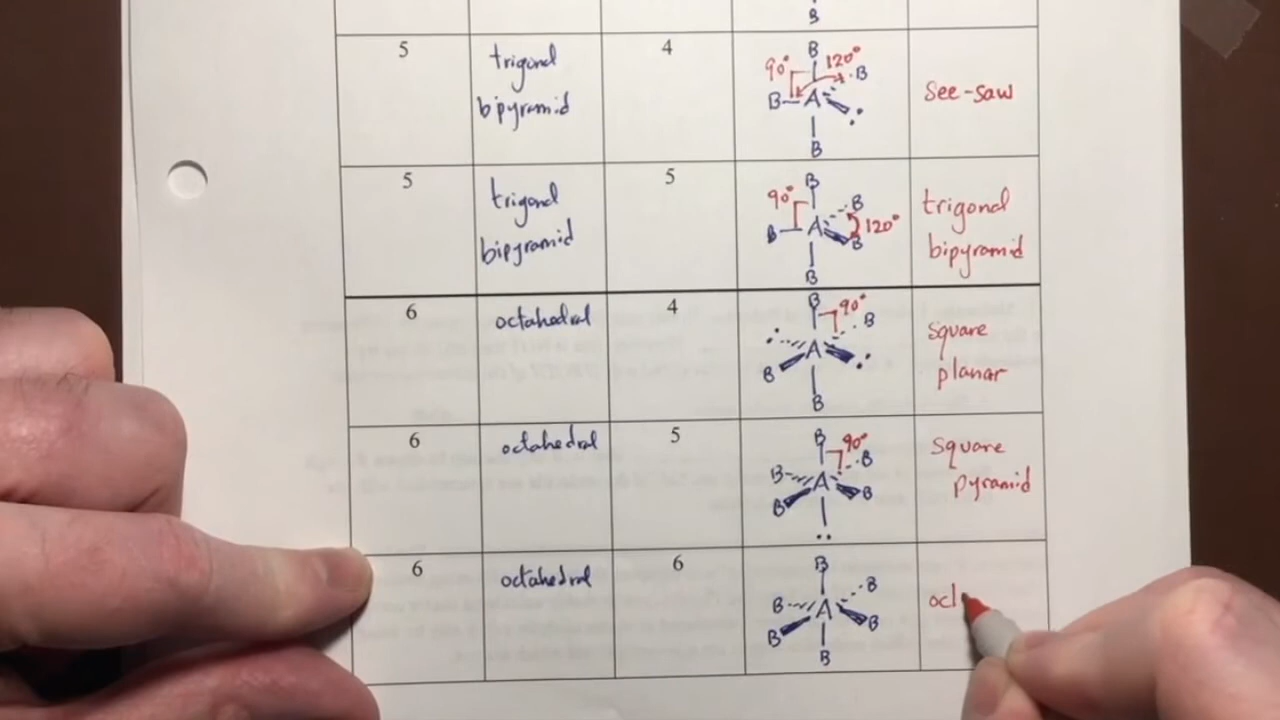 B
5 trigonal bipyramid 4 B 90° 120° B B A B See-saw
5 trigonal bipyramid 5 B 90° B B A 120° B B trigonal bipyramid
6 octahedral 4 B 90° B A B B square planar
6 octahedral 5 B 90° B B A B B square pyramid
6 octahedral 6 B B B A B B B oct